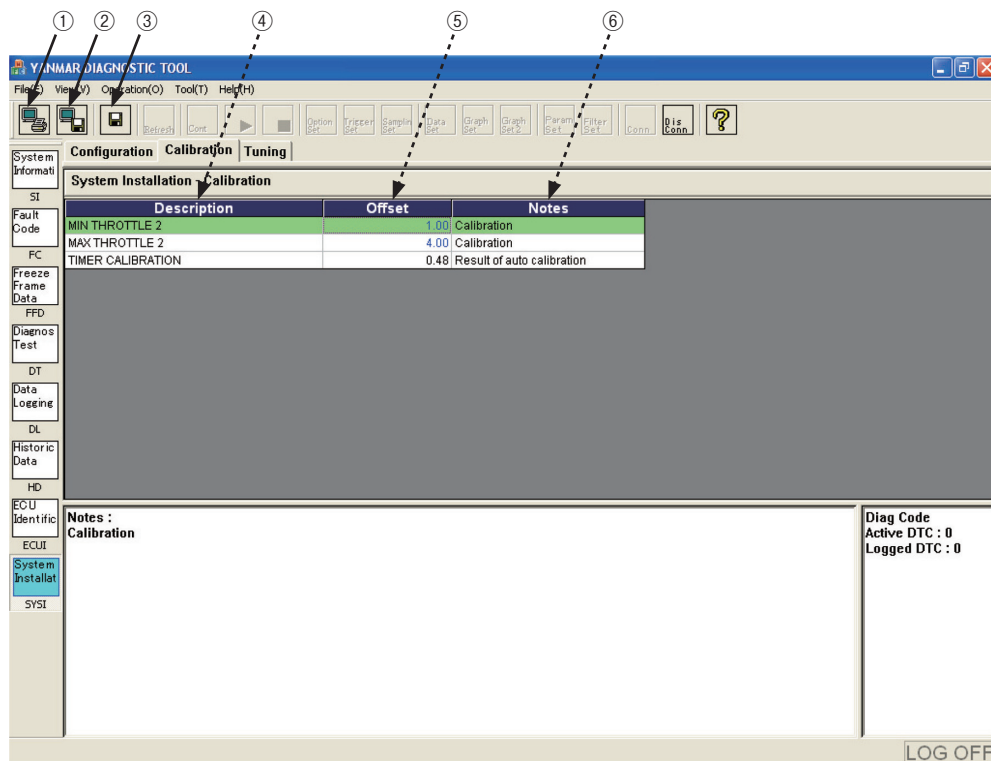 ① ② ③ ④ ⑤ ⑥
YANMAR DIAGNOSTIC TOOL
File(F) View(V) Operation(O) Tool(T) Help(H)
Refresh Cont Option Set Trigger Set Samplin Set Data Set Graph Set Graph Set2 Param Set Filter Set Conn Dis Conn ?
Configuration Calibration Tuning
System Installation - Calibration
Description Offset Notes
MIN THROTTLE 2 1.00 Calibration
MAX THROTTLE 2 4.00 Calibration
TIMER CALIBRATION 0.48 Result of auto calibration
System
Informati
SI
Fault
Code
FC
Freeze
Frame
Data
FFD
Diagnos
Test
DT
Data
Logging
DL
Historic
Data
HD
ECU
Identific
ECUI
System
Installat
SYSI
Notes :
Calibration
Diag Code
Active DTC : 0
Logged DTC : 0
LOG OFF